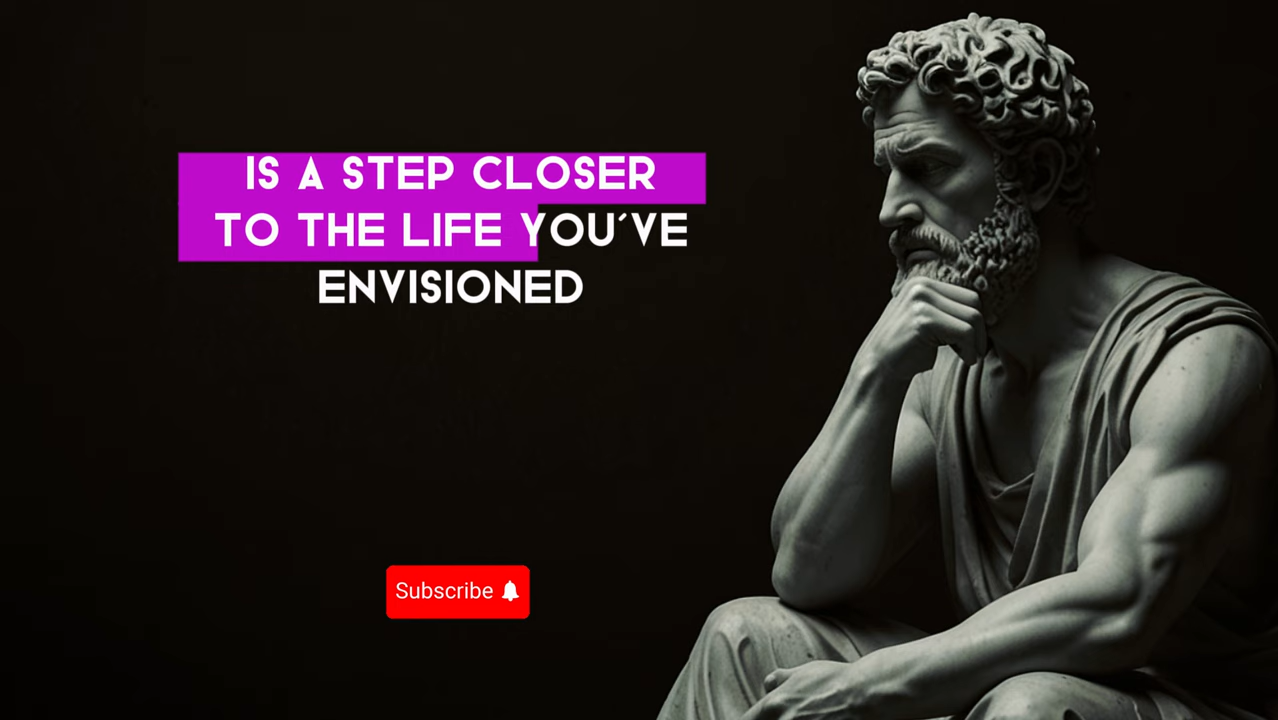 IS A STEP CLOSER
TO THE LIFE YOU´VE
ENVISIONED
Subscribe